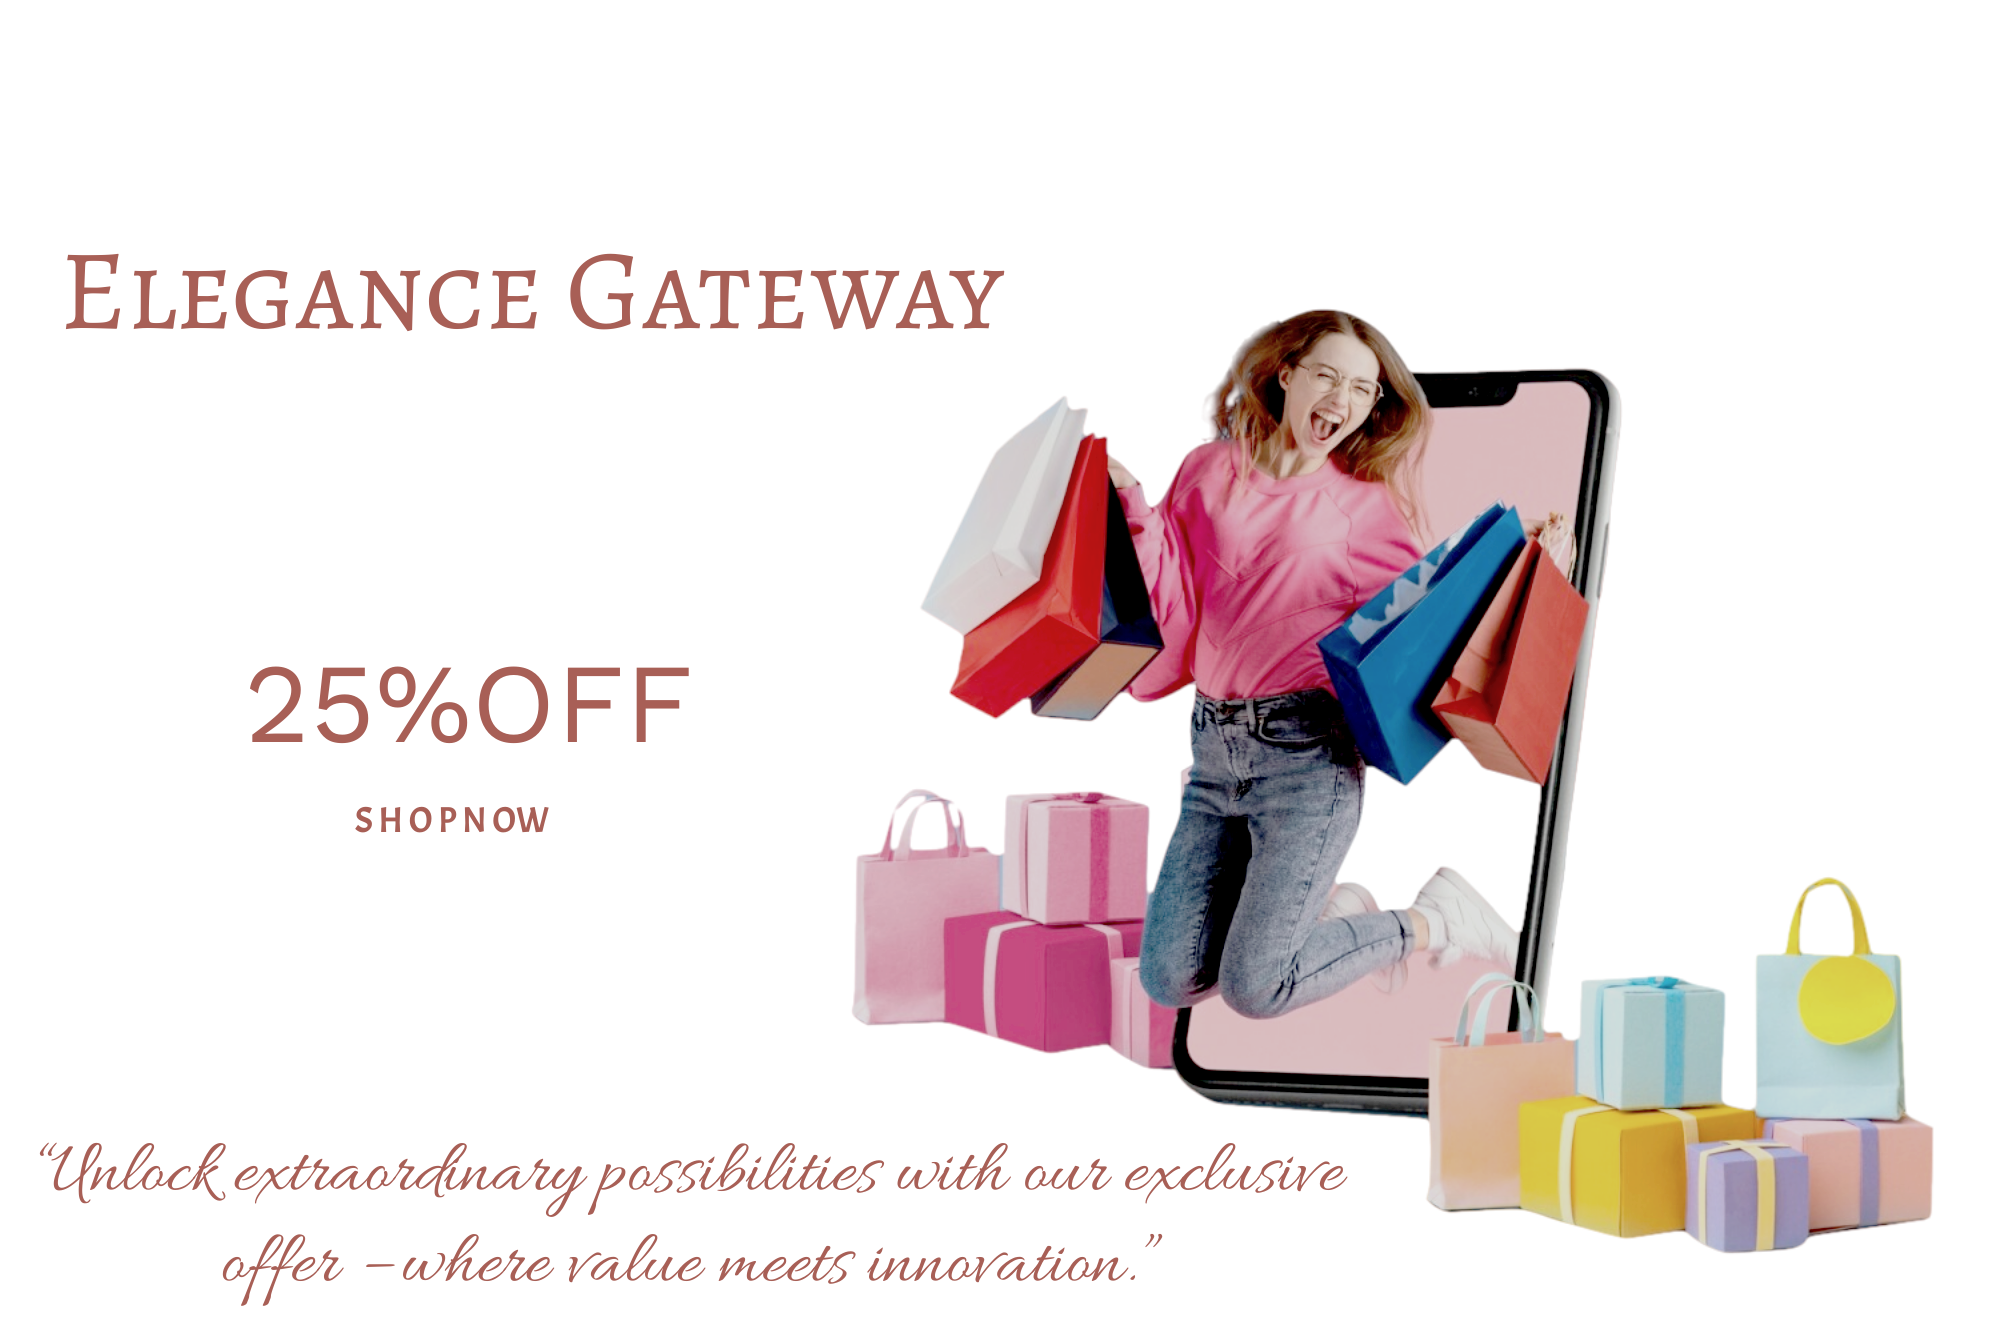 Elegance Gateway
25%OFF
SHOPNOW
“Unlock extraordinary possibilities with our exclusive
offer –where value meets innovation.”